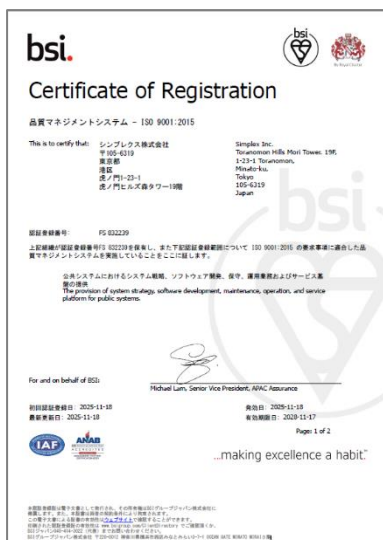 bsi.
bsi
By Royal Charter
Certificate of Registration
品質マネジメントシステム - ISO 9001:2015
This is to certify that:
シンプレクス株式会社
〒105-6319
東京都
港区
虎ノ門1-23-1
虎ノ門ヒルズ森タワー19階
Simplex Inc.
Toranomon Hills Mori Tower. 19F,
1-23-1 Toranomon,
Minato-ku,
Tokyo
105-6319
Japan
認証登録番号: FS 832239
上記組織が認証登録番号FS 832239を保有し、また下記認証登録範囲について ISO 9001:2015 の要求事項に適合した品
質マネジメントシステムを実施していることをここに証します。
公共システムにおけるシステム戦略、ソフトウェア開発、保守、運用業務およびサービス基
盤の提供
The provision of system strategy, software development, maintenance, operation, and service
platform for public systems.
For and on behalf of BSI:
Michael Lam, Senior Vice President, APAC Assurance
初回認証登録日: 2025-11-18
発効日: 2025-11-18
最新更新日: 2025-11-18
有効期限日: 2028-11-17
Page: 1 of 2
IAF
ANAB
...making excellence a habit.™